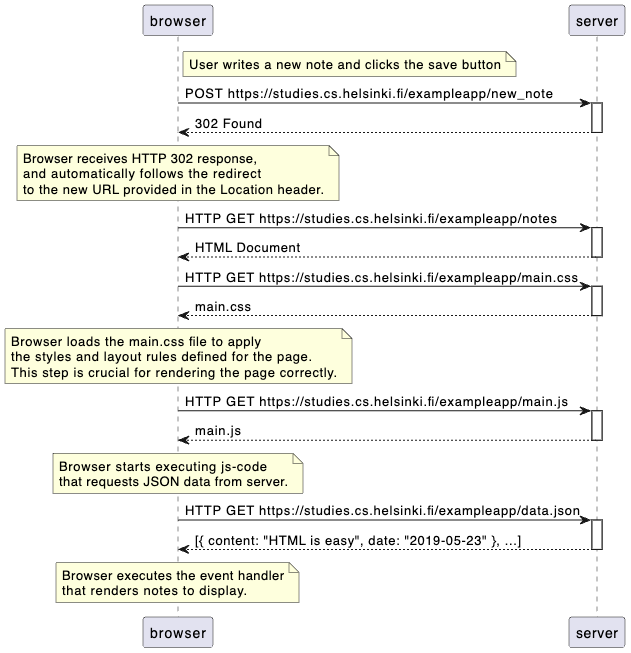 browser server
User writes a new note and clicks the save button
POST https://studies.cs.helsinki.fi/exampleapp/new_note
302 Found
Browser receives HTTP 302 response,
and automatically follows the redirect
to the new URL provided in the Location header.
HTTP GET https://studies.cs.helsinki.fi/exampleapp/notes
HTML Document
HTTP GET https://studies.cs.helsinki.fi/exampleapp/main.css
main.css
Browser loads the main.css file to apply
the styles and layout rules defined for the page.
This step is crucial for rendering the page correctly.
HTTP GET https://studies.cs.helsinki.fi/exampleapp/main.js
main.js
Browser starts executing js-code
that requests JSON data from server.
HTTP GET https://studies.cs.helsinki.fi/exampleapp/data.json
[{ content: "HTML is easy", date: "2019-05-23" }, ...]
Browser executes the event handler
that renders notes to display.
browser server